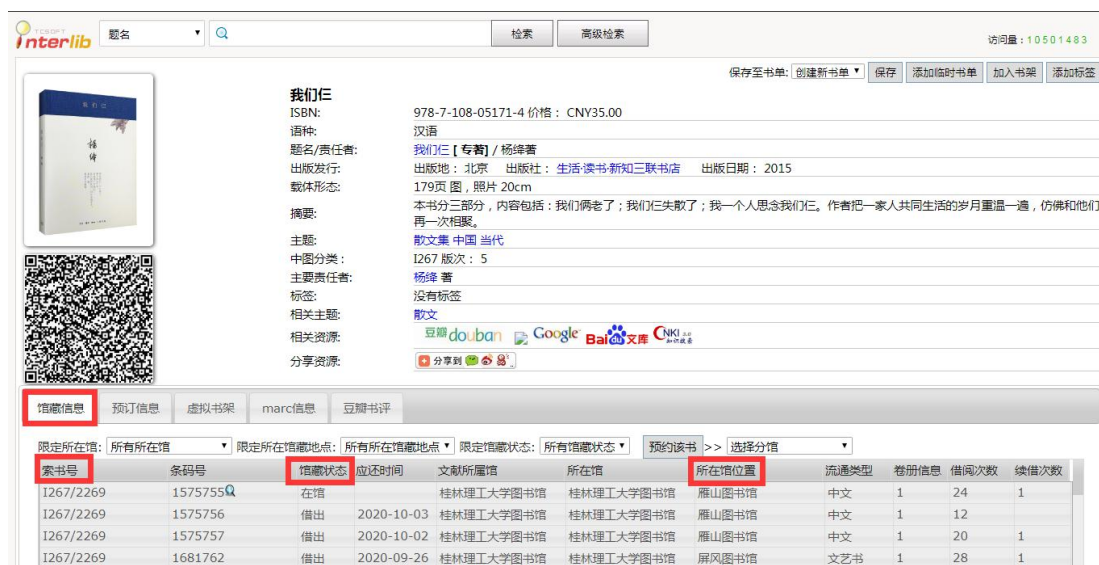 TCSOFT
interlib 题名 检索 高级检索
访问量：10501483
保存至书单: 创建新书单 保存 添加临时书单 加入书架 添加标签
我们仨
ISBN: 978-7-108-05171-4 价格： CNY35.00
语种: 汉语
题名/责任者: 我们仨 [ 专著] / 杨绛著
出版发行: 出版地： 北京 出版社： 生活·读书·新知三联书店 出版日期： 2015
载体形态: 179页 图，照片 20cm
摘要: 本书分三部分，内容包括：我们俩老了；我们仨失散了；我一个人思念我们仨。作者把一家人共同生活的岁月重温一遍，仿佛和他们
再一次相聚。
主题: 散文集 中国 当代
中图分类： I267 版次： 5
主要责任者: 杨绛 著
标签: 没有标签
相关主题: 散文
相关资源: 豆瓣douban Google Bai du 文库 CNKI
分享资源: 分享到
我们仨
杨绛
馆藏信息 预订信息 虚拟书架 marc信息 豆瓣书评
限定所在馆: 所有所在馆 限定所在馆藏地点: 所有所在馆藏地点 限定馆藏状态: 所有馆藏状态 预约该书 >> 选择分馆
索书号 条码号 馆藏状态 应还时间 文献所属馆 所在馆 所在馆位置 流通类型 卷册信息 借阅次数 续借次数
I267/2269 1575755 在馆 桂林理工大学图书馆 桂林理工大学图书馆 雁山图书馆 中文 1 24 1
I267/2269 1575756 借出 2020-10-03 桂林理工大学图书馆 桂林理工大学图书馆 雁山图书馆 中文 1 12
I267/2269 1575757 借出 2020-10-02 桂林理工大学图书馆 桂林理工大学图书馆 雁山图书馆 中文 1 20 1
I267/2269 1681762 借出 2020-09-26 桂林理工大学图书馆 桂林理工大学图书馆 屏风图书馆 文艺书 1 28 1